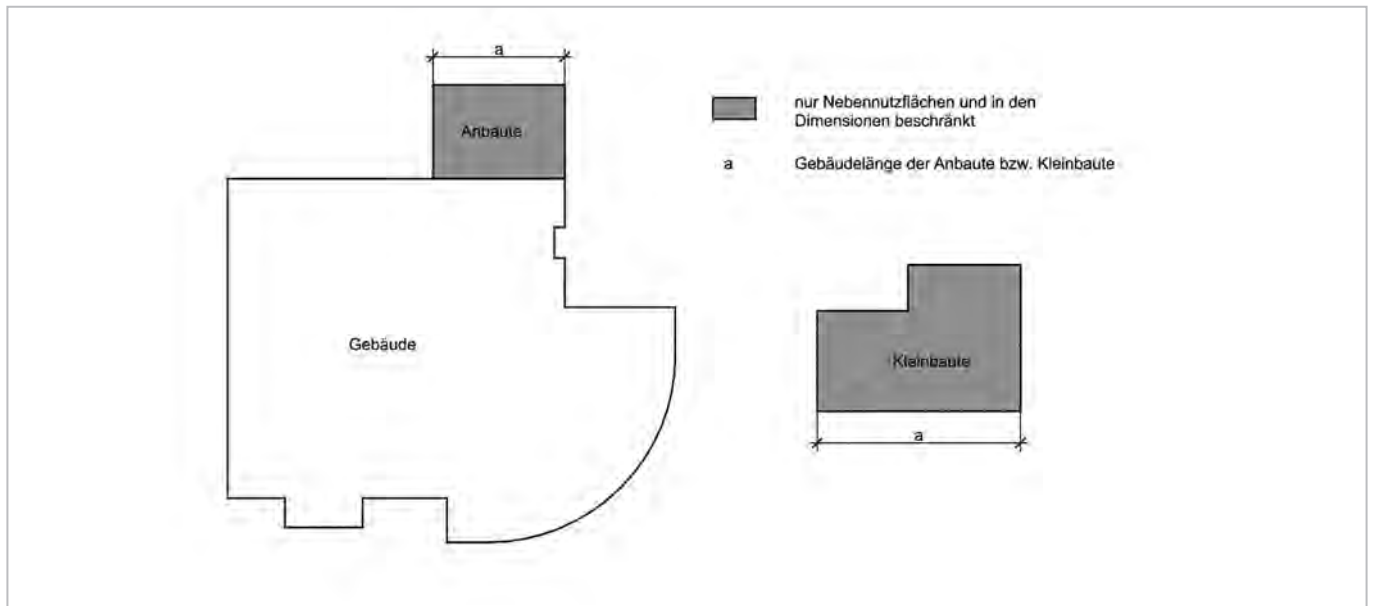 a
Anbaute
nur Nebennutzflächen und in den
Dimensionen beschränkt
a Gebäudelänge der Anbaute bzw. Kleinbaute
Gebäude
Kleinbaute
a